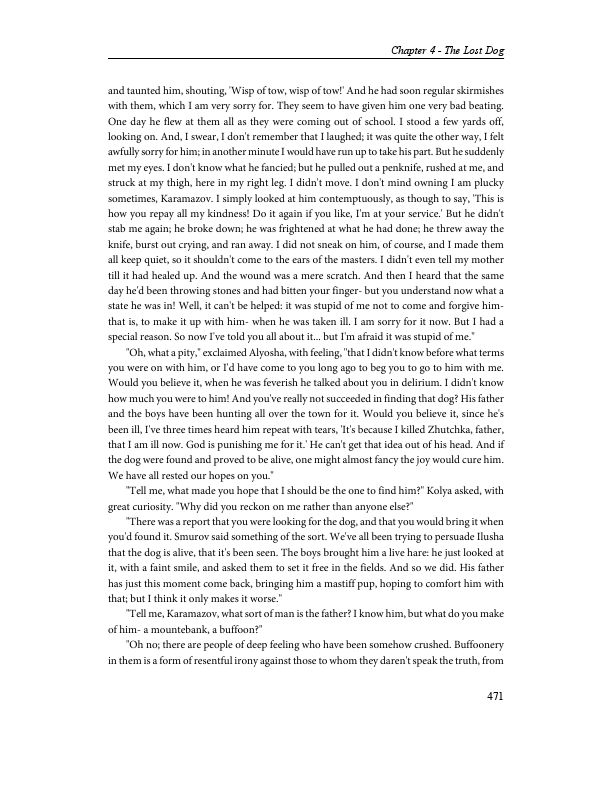 Chapter 4 - The Lost Dog
and taunted him, shouting, 'Wisp of tow, wisp of tow!' And he had soon regular skirmishes
with them, which I am very sorry for. They seem to have given him one very bad beating.
One day he flew at them all as they were coming out of school. I stood a few yards off,
looking on. And, I swear, I don't remember that I laughed; it was quite the other way, I felt
awfully sorry for him; in another minute I would have run up to take his part. But he suddenly
met my eyes. I don't know what he fancied; but he pulled out a penknife, rushed at me, and
struck at my thigh, here in my right leg. I didn't move. I don't mind owning I am plucky
sometimes, Karamazov. I simply looked at him contemptuously, as though to say, 'This is
how you repay all my kindness! Do it again if you like, I'm at your service.' But he didn't
stab me again; he broke down; he was frightened at what he had done; he threw away the
knife, burst out crying, and ran away. I did not sneak on him, of course, and I made them
all keep quiet, so it shouldn't come to the ears of the masters. I didn't even tell my mother
till it had healed up. And the wound was a mere scratch. And then I heard that the same
day he'd been throwing stones and had bitten your finger- but you understand now what a
state he was in! Well, it can't be helped: it was stupid of me not to come and forgive him-
that is, to make it up with him- when he was taken ill. I am sorry for it now. But I had a
special reason. So now I've told you all about it... but I'm afraid it was stupid of me."
"Oh, what a pity," exclaimed Alyosha, with feeling, "that I didn't know before what terms
you were on with him, or I'd have come to you long ago to beg you to go to him with me.
Would you believe it, when he was feverish he talked about you in delirium. I didn't know
how much you were to him! And you've really not succeeded in finding that dog? His father
and the boys have been hunting all over the town for it. Would you believe it, since he's
been ill, I've three times heard him repeat with tears, 'It's because I killed Zhutchka, father,
that I am ill now. God is punishing me for it.' He can't get that idea out of his head. And if
the dog were found and proved to be alive, one might almost fancy the joy would cure him.
We have all rested our hopes on you."
"Tell me, what made you hope that I should be the one to find him?" Kolya asked, with
great curiosity. "Why did you reckon on me rather than anyone else?"
"There was a report that you were looking for the dog, and that you would bring it when
you'd found it. Smurov said something of the sort. We've all been trying to persuade Ilusha
that the dog is alive, that it's been seen. The boys brought him a live hare: he just looked at
it, with a faint smile, and asked them to set it free in the fields. And so we did. His father
has just this moment come back, bringing him a mastiff pup, hoping to comfort him with
that; but I think it only makes it worse."
"Tell me, Karamazov, what sort of man is the father? I know him, but what do you make
of him- a mountebank, a buffoon?"
"Oh no; there are people of deep feeling who have been somehow crushed. Buffoonery
in them is a form of resentful irony against those to whom they daren't speak the truth, from
471